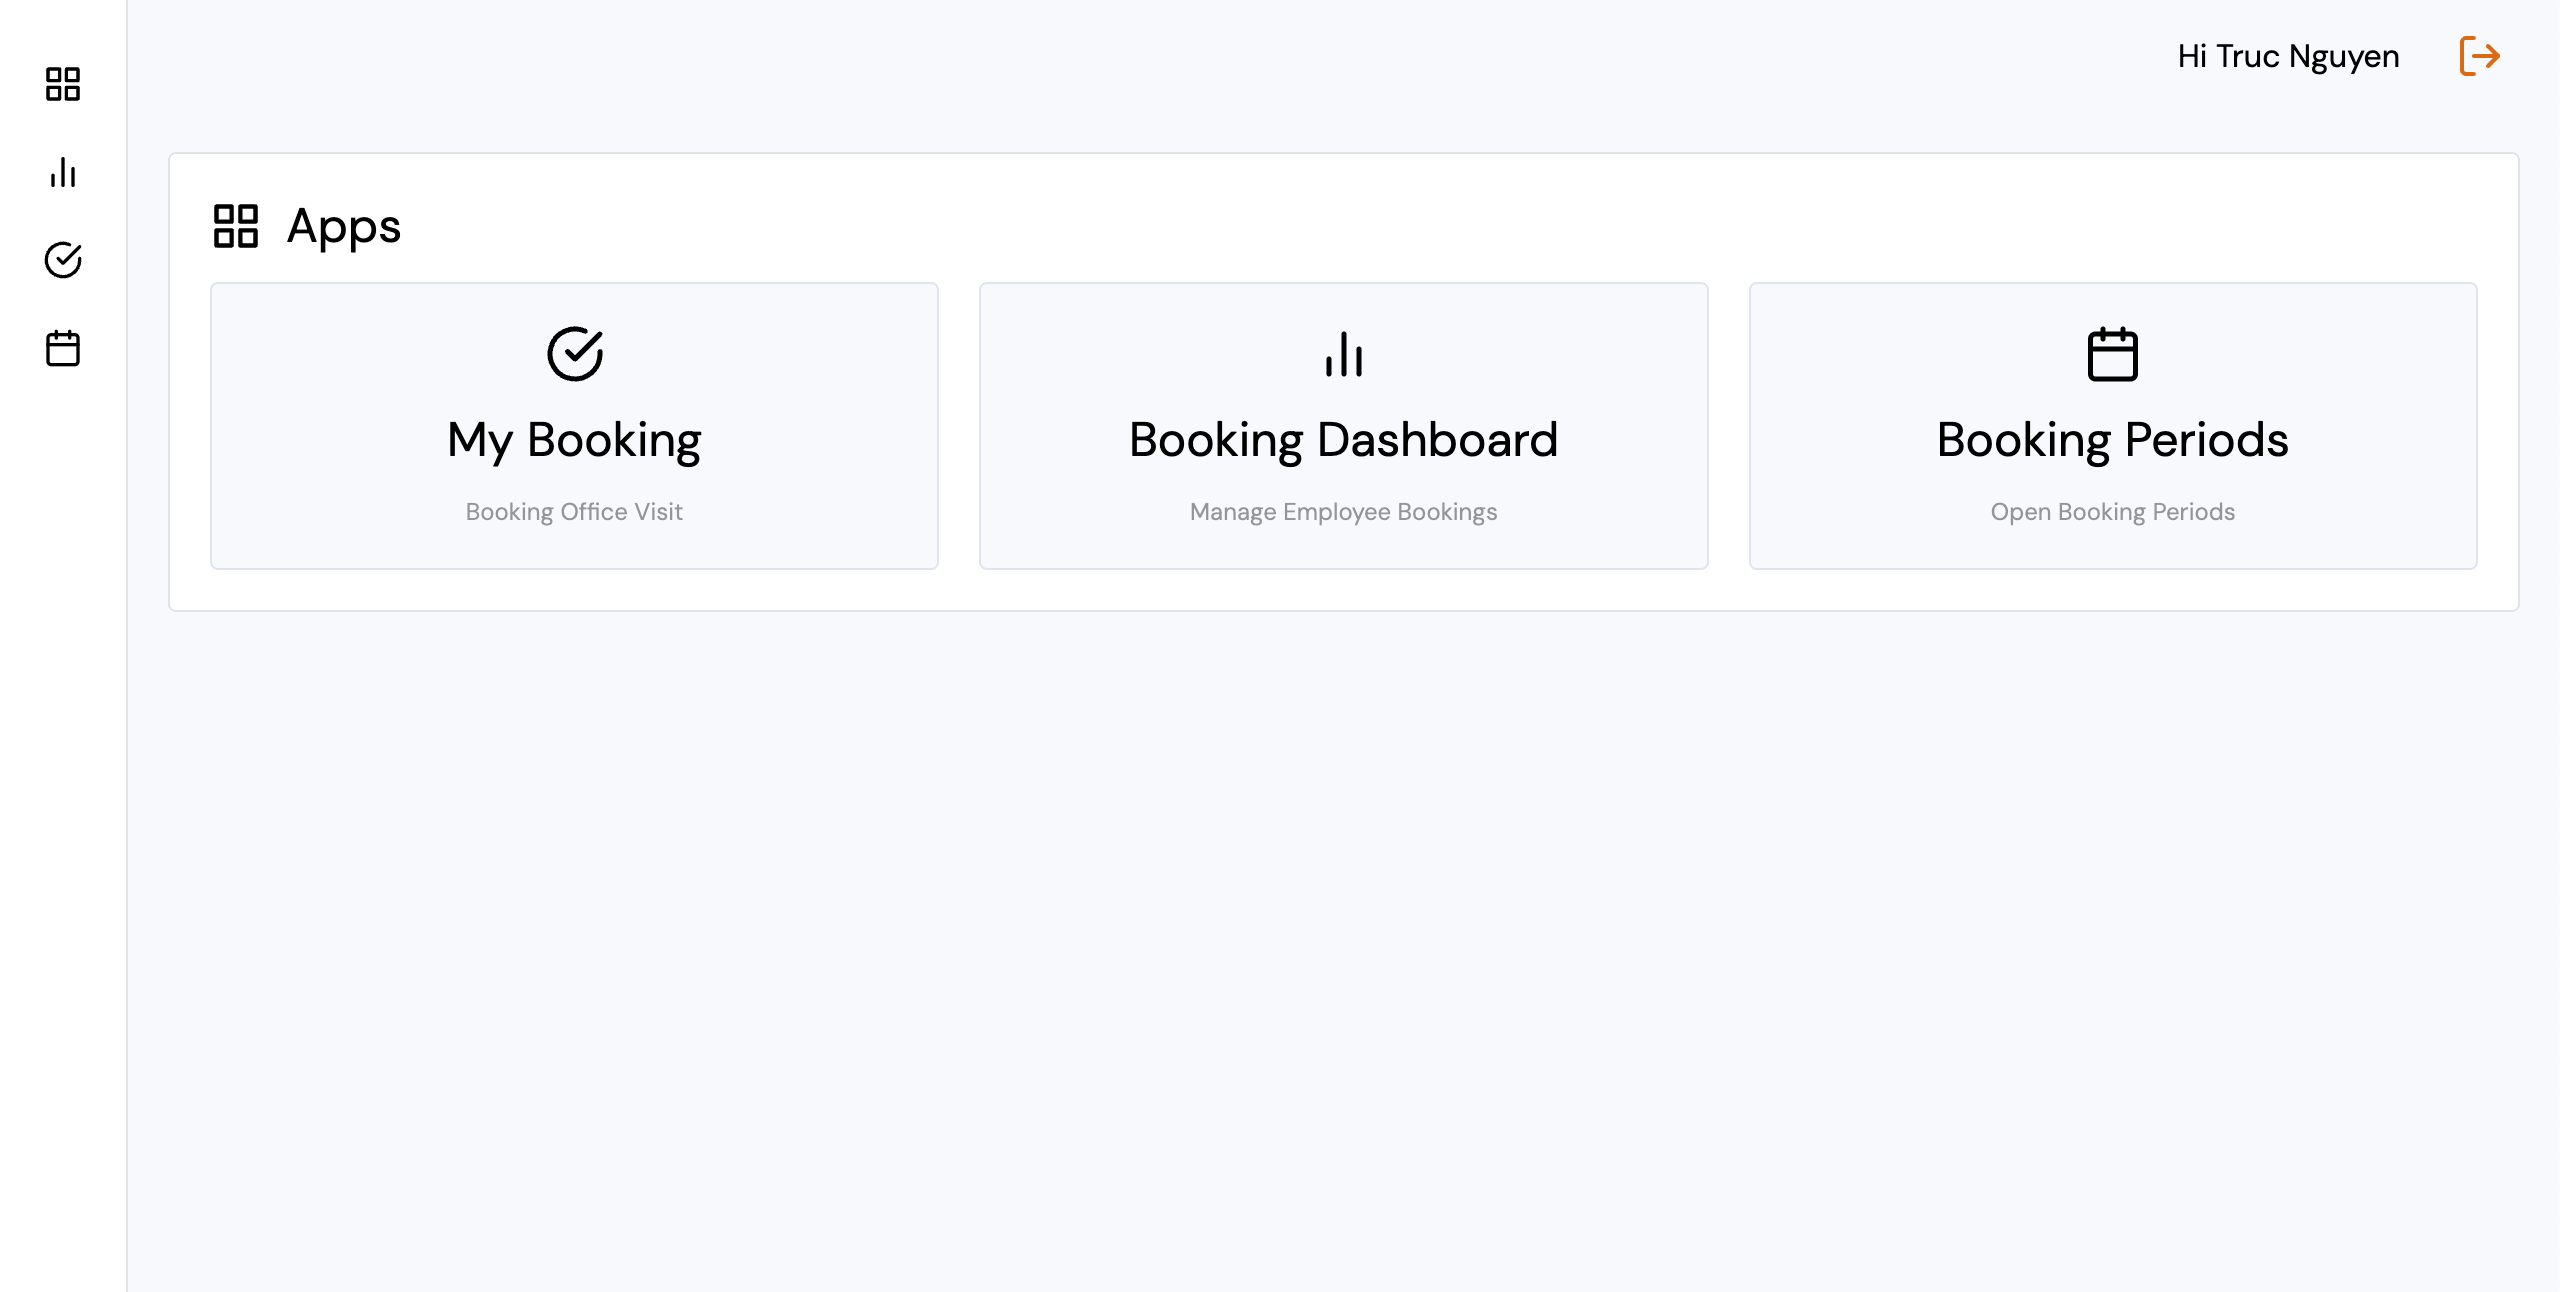 Hi Truc Nguyen
Apps
My Booking
Booking Office Visit
Booking Dashboard
Manage Employee Bookings
Booking Periods
Open Booking Periods